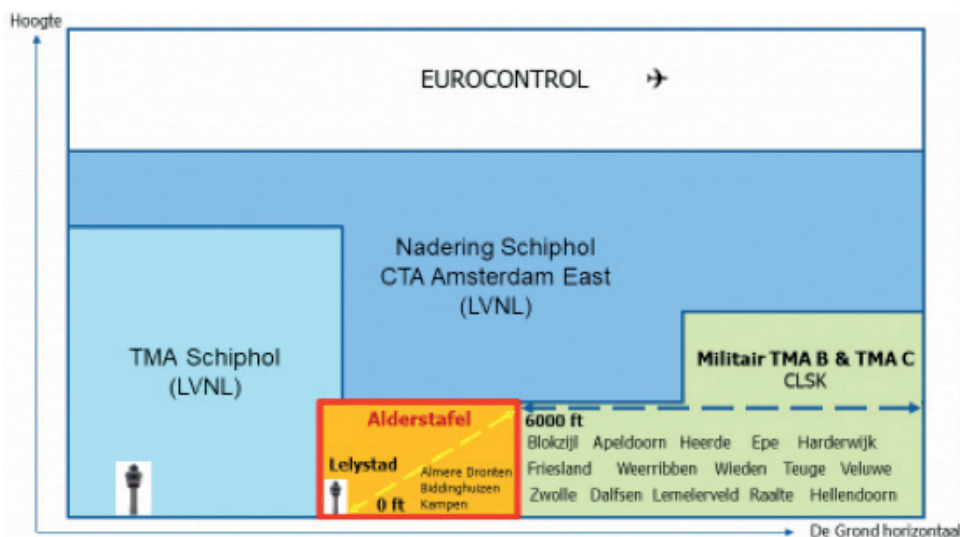 Hoogte
EUROCONTROL
Nadering Schiphol
CTA Amsterdam East
(LVNL)
TMA Schiphol
(LVNL)
Militair TMA B & TMA C
CLSK
Alderstafel
6000 ft
Blokzijl Apeldoorn Heerde Epe Harderwijk
Lelystad
Almere Dronten
Friesland Weerribben Wieden Teuge Veluwe
Biddinghuizen
0 ft
Kampen
Zwolle Dalfsen Lemelerveld Raalte Hellendoorn
De Grond horizontaal